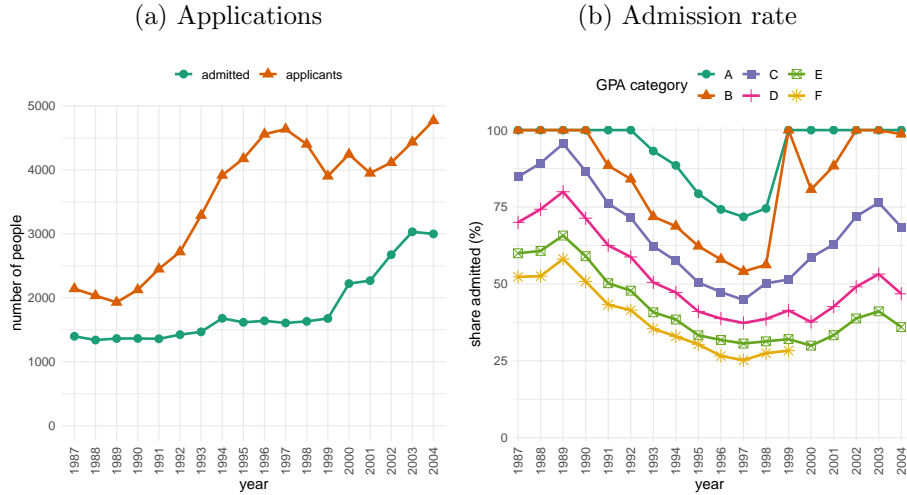 (a) Applications
admitted applicants
number of people
5000
4000
3000
2000
1000
0
1987 1988 1989 1990 1991 1992 1993 1994 1995 1996 1997 1998 1999 2000 2001 2002 2003 2004
year
(b) Admission rate
GPA category
A C E
B D F
share admitted (%)
100
75
50
25
0
1987 1988 1989 1990 1991 1992 1993 1994 1995 1996 1997 1998 1999 2000 2001 2002 2003 2004
year